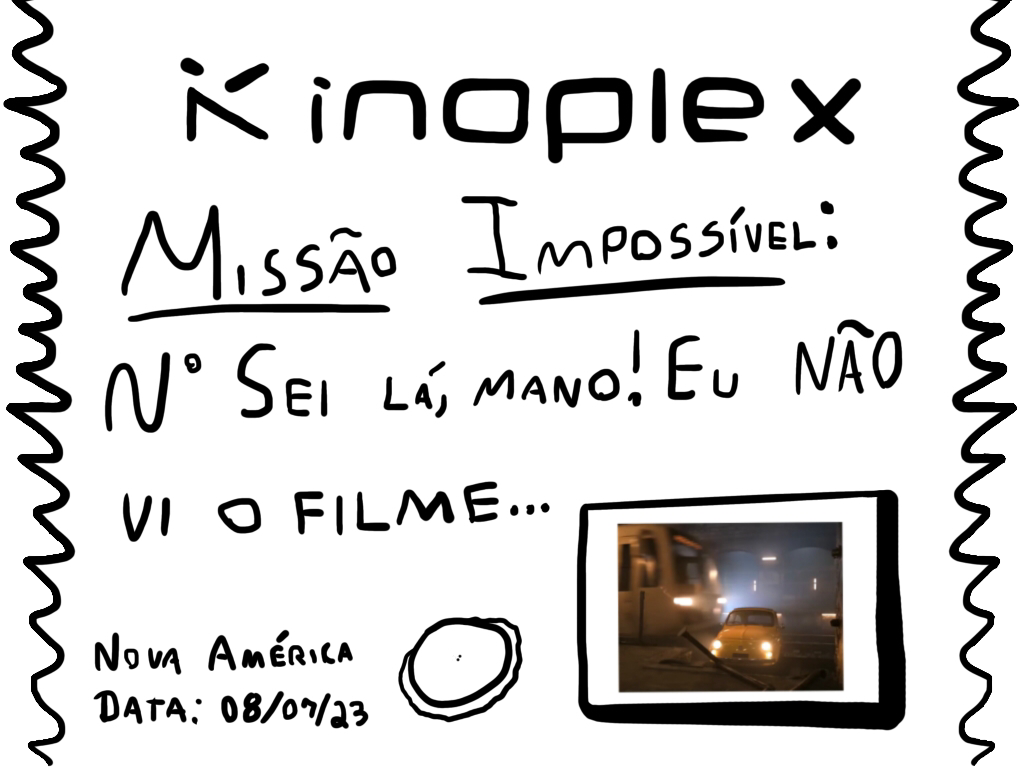 Kinoplex
MISSÃO IMPOSSÍVEL:
Nº SEI LÁ, MANO! EU NÃO
VI O FILME...
NOVA AMÉRICA
DATA: 08/07/23